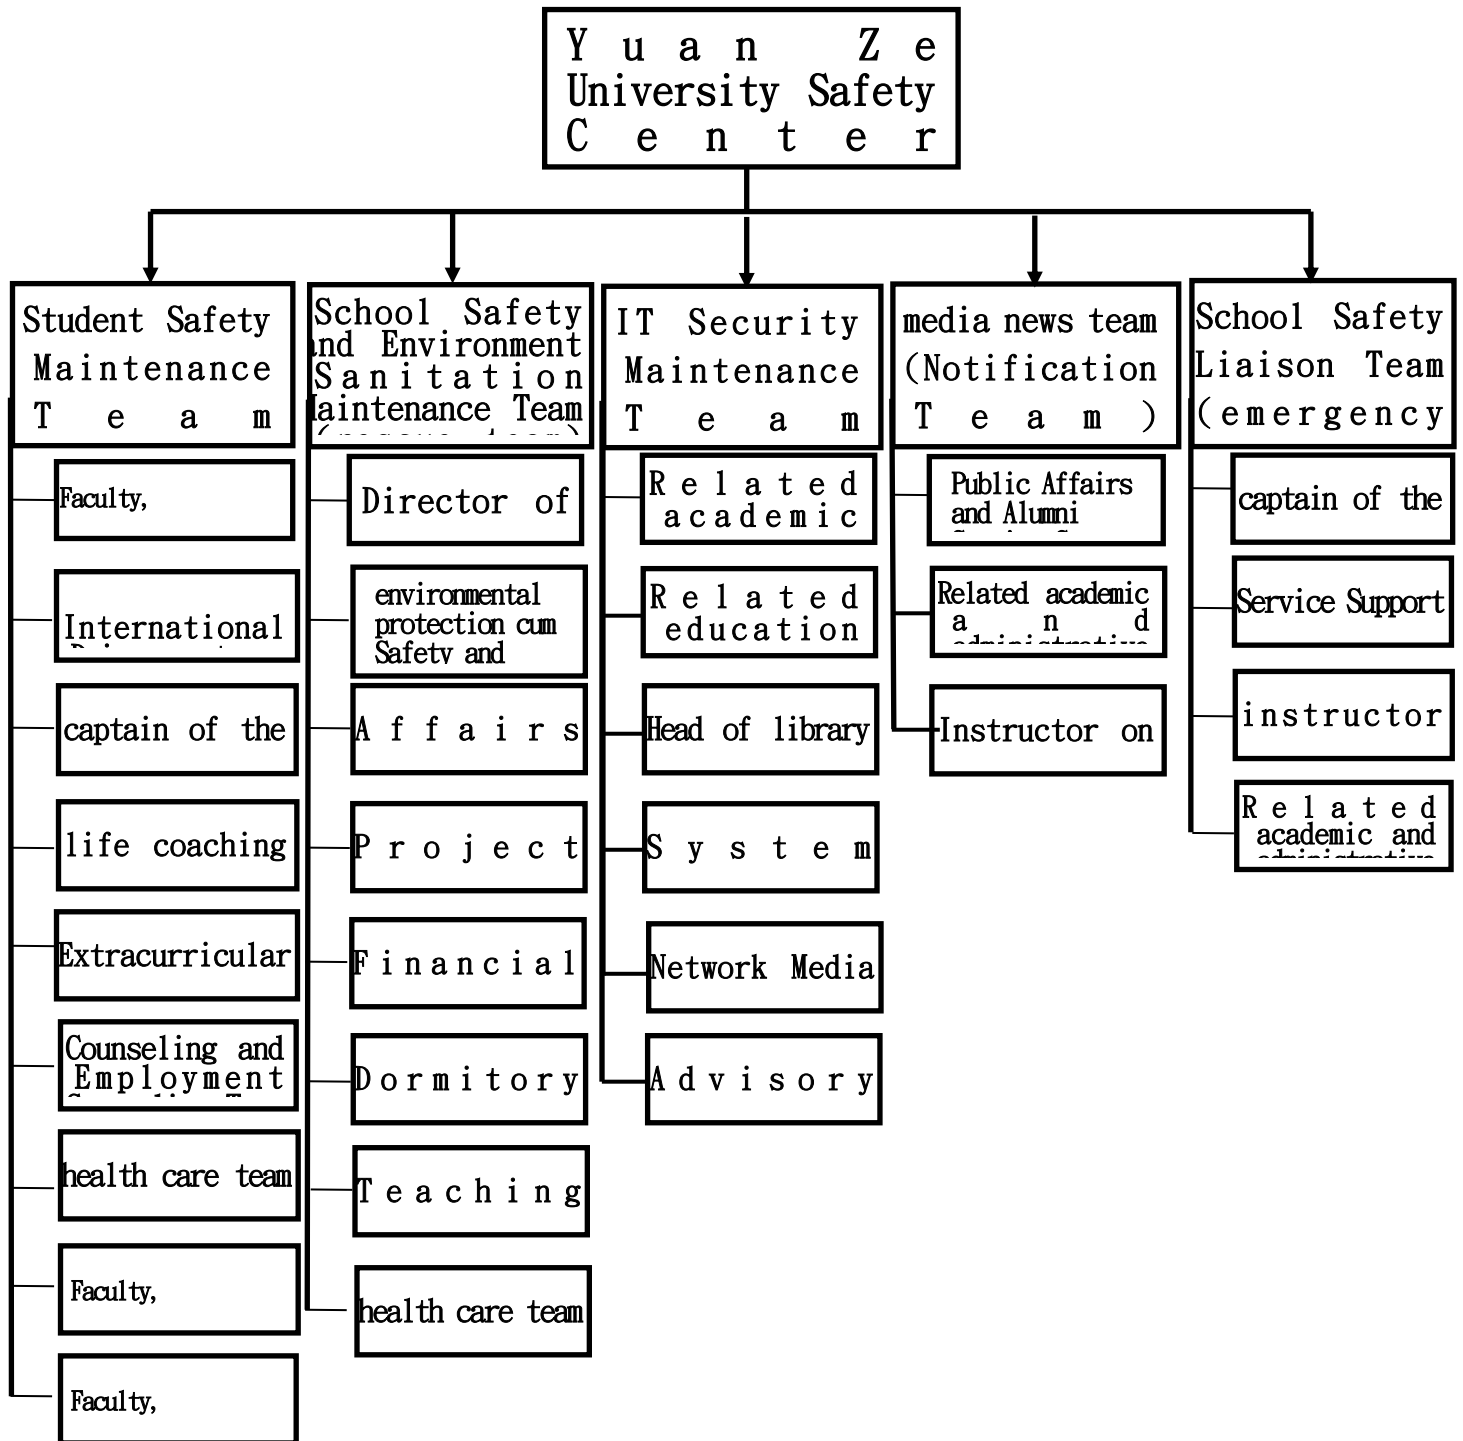 Yuan Ze
University Safety
Center
Student Safety
Maintenance
Team
School Safety
and Environment
Sanitation
Maintenance Team
IT Security
Maintenance
Team
media news team
(Notification
Team)
School Safety
Liaison Team
(emergency
Faculty,
International
captain of the
life coaching
Extracurricular
Counseling and
Employment
health care team
Faculty,
Faculty,
Director of
environmental
protection cum
Safety and
Affairs
Project
Financial
Dormitory
Teaching
health care team
Related
academic
Related
education
Head of library
System
Network Media
Advisory
Public Affairs
and Alumni
Related academic
and
administrative
Instructor on
captain of the
Service Support
instructor
Related
academic and
administrative